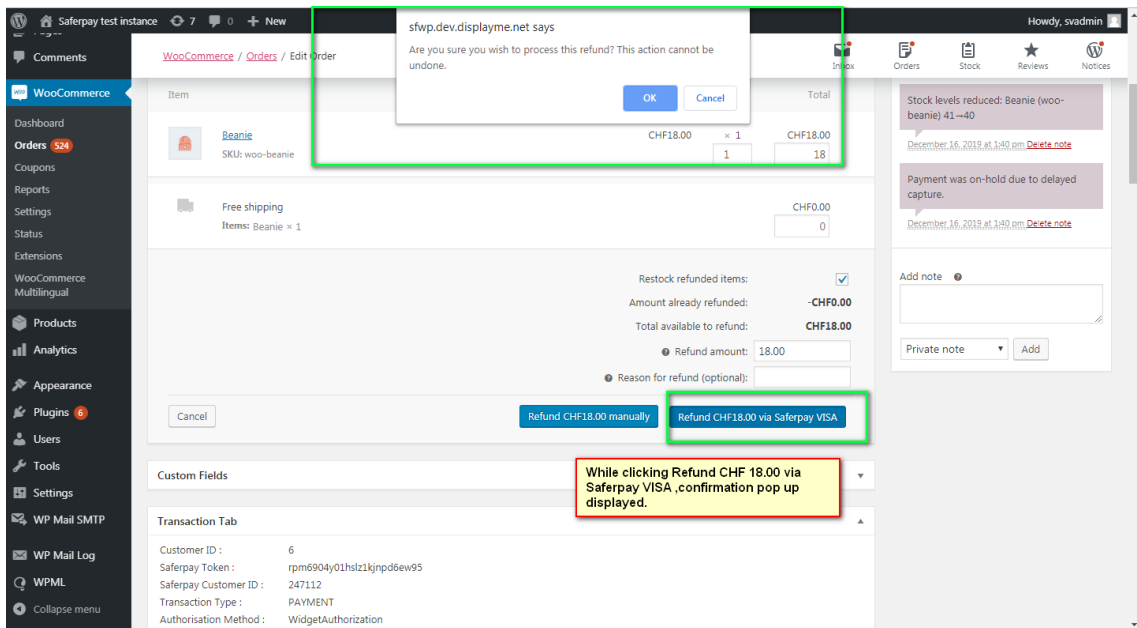 Saferpay test instance
7
0
+ New
Howdy, svadmin
sfwp.dev.displayme.net says
Are you sure you wish to process this refund? This action cannot be
undone.
OK
Cancel
Comments
WooCommerce
Dashboard
Orders 524
Coupons
Reports
Settings
Status
Extensions
WooCommerce
Multilingual
Products
Analytics
Appearance
Plugins 6
Users
Tools
Settings
WP Mail SMTP
WP Mail Log
WPML
Collapse menu
WooCommerce / Orders / Edit Order
Inbox
Orders
Stock
Reviews
Notices
Item
Total
Beanie
CHF18.00
× 1
CHF18.00
SKU: woo-beanie
1
18
Free shipping
CHF0.00
Items: Beanie × 1
0
Restock refunded items:
Amount already refunded: -CHF0.00
Total available to refund: CHF18.00
Refund amount: 18.00
Reason for refund (optional):
Cancel
Refund CHF18.00 manually
Refund CHF18.00 via Saferpay VISA
While clicking Refund CHF 18.00 via
Saferpay VISA ,confirmation pop up
displayed.
Custom Fields
Transaction Tab
Customer ID : 6
Saferpay Token : rpm6904y01hslz1kjnpd6ew95
Saferpay Customer ID : 247112
Transaction Type : PAYMENT
Authorisation Method : WidgetAuthorization
Stock levels reduced: Beanie (woo-
beanie) 41→40
December 16, 2019 at 1:40 pm Delete note
Payment was on-hold due to delayed
capture.
December 16, 2019 at 1:40 pm Delete note
Add note
Private note
Add